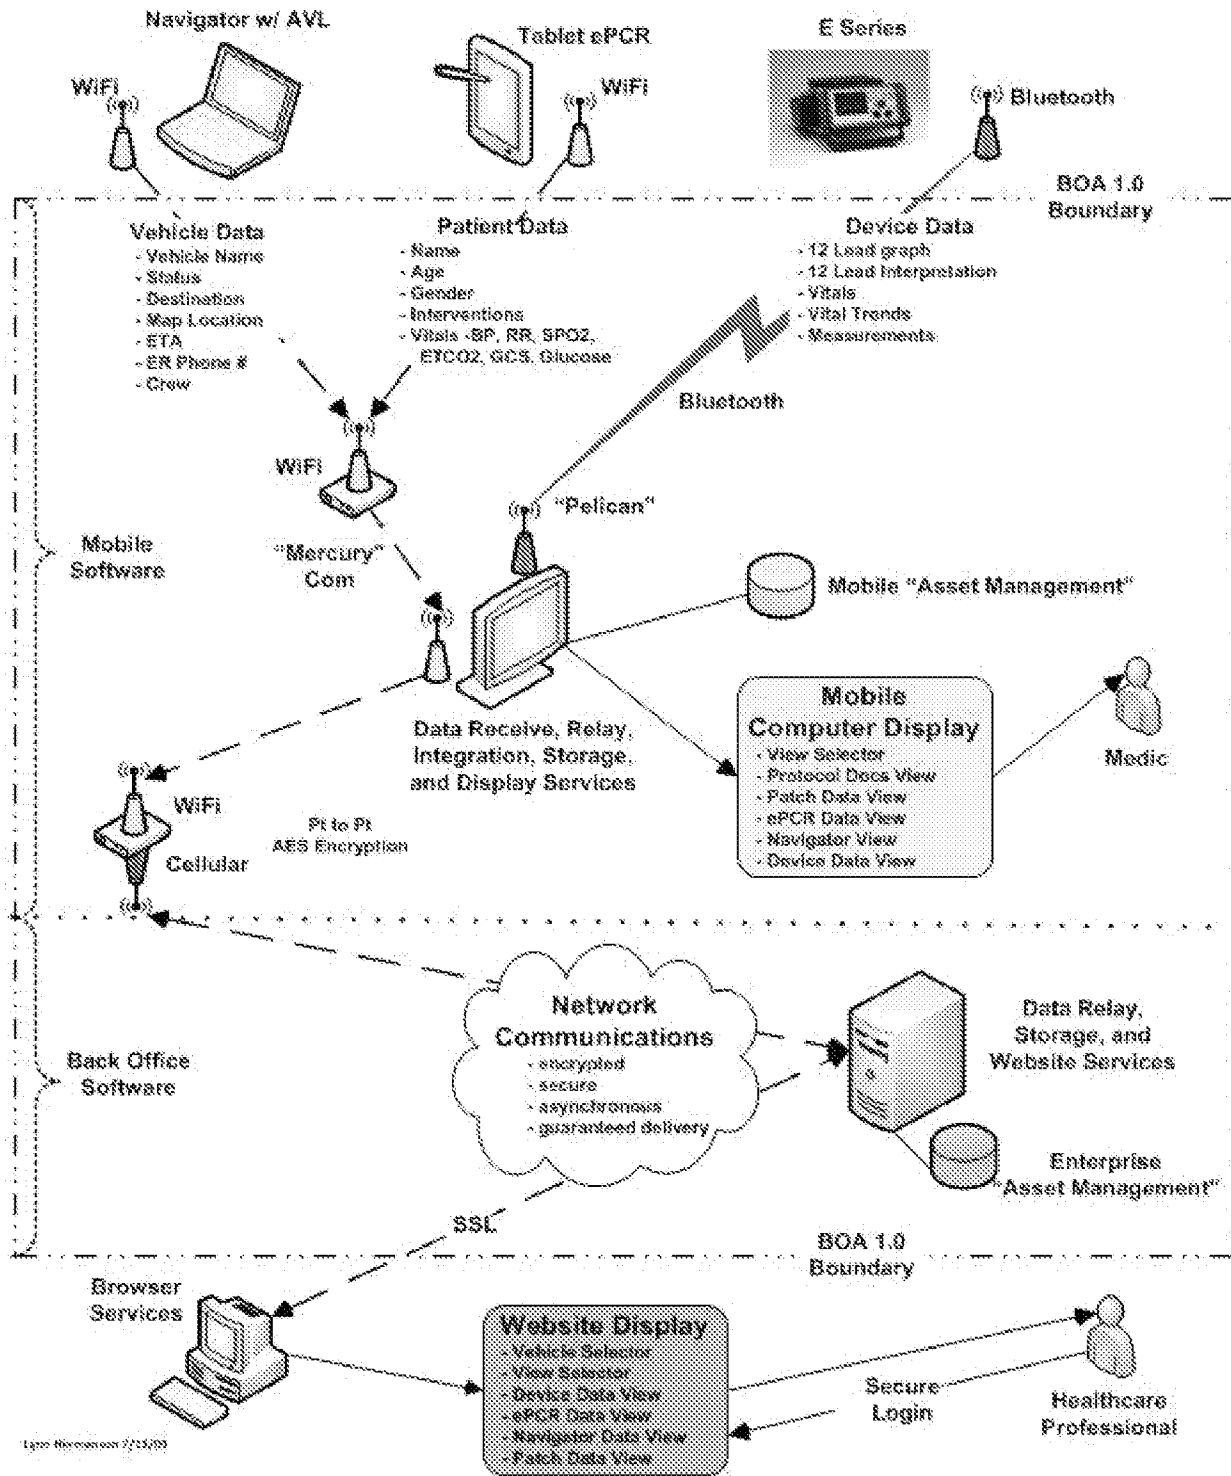 Navigator w/ AVL
Tablet ePCR
E Series
WiFi
WiFi
Bluetooth
BOA 1.0
Boundary
Vehicle Data
- Vehicle Name
- Status
- Destination
- Map Location
- ETA
- ER Phone #
- Crew
Patient Data
- Name
- Age
- Gender
- Interventions
- Vitals -BP, RR, SPO2,
ETCO2, GCS, Glucose
Device Data
- 12 Lead graph
- 12 Lead Interpretation
- Vitals
- Vital Trends
- Measurements
Bluetooth
WiFi
"Pelican"
"Mercury"
Com
Mobile
Software
Mobile "Asset Management"
Data Receive, Relay,
Integration, Storage,
and Display Services
Mobile
Computer Display
- View Selector
- Protocol Docs View
- Patch Data View
- ePCR Data View
- Navigator View
- Device Data View
Medic
WiFi
Cellular
Pt to Pt
AES Encryption
Network
Communications
- encrypted
- secure
- asynchronous
- guaranteed delivery
Data Relay,
Storage, and
Website Services
Back Office
Software
Enterprise
"Asset Management"
SSL
BOA 1.0
Boundary
Browser
Services
Website Display
- Vehicle Selector
- View Selector
- Device Data View
- ePCR Data View
- Navigator Data View
- Patch Data View
Secure
Login
Healthcare
Professional